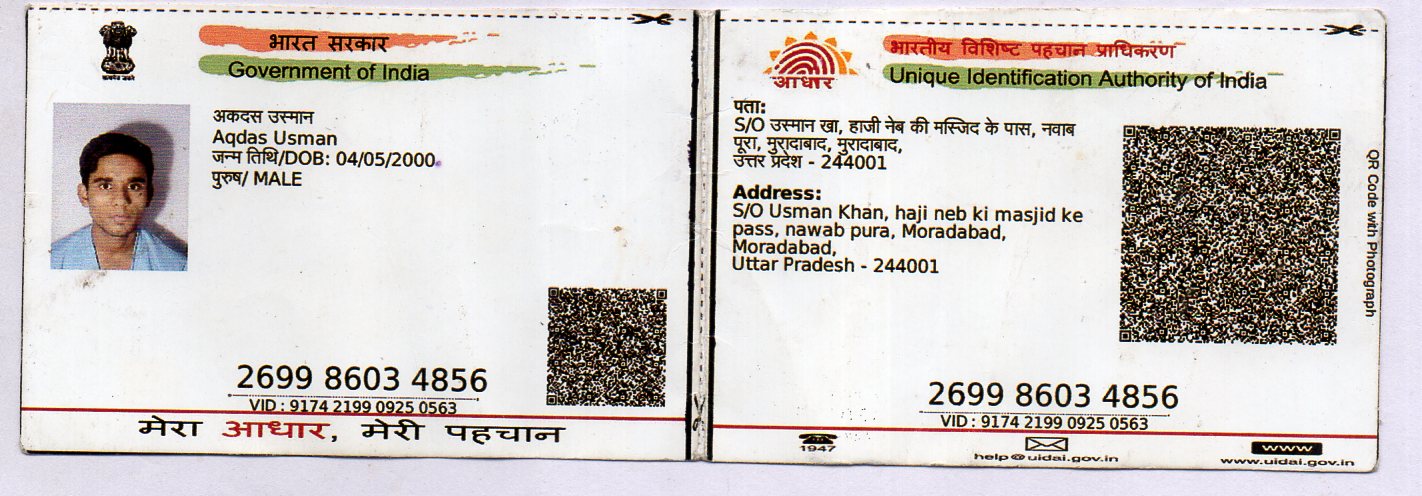 भारत सरकार
Government of India
अकदस उस्मान
Aqdas Usman
जन्म तिथि/DOB: 04/05/2000
पुरुष/ MALE
2699 8603 4856
VID : 9174 2199 0925 0563
मेरा आधार, मेरी पहचान
आधार
भारतीय विशिष्ट पहचान प्राधिकरण
Unique Identification Authority of India
पता:
S/O उस्मान खा, हाजी नेब की मस्जिद के पास, नवाब
पूरा, मुरादाबाद, मुरादाबाद,
उत्तर प्रदेश - 244001
Address:
S/O Usman Khan, haji neb ki masjid ke
pass, nawab pura, Moradabad,
Moradabad,
Uttar Pradesh - 244001
QR Code with Photograph
2699 8603 4856
VID : 9174 2199 0925 0563
1947
help@uidai.gov.in
www
www.uidai.gov.in